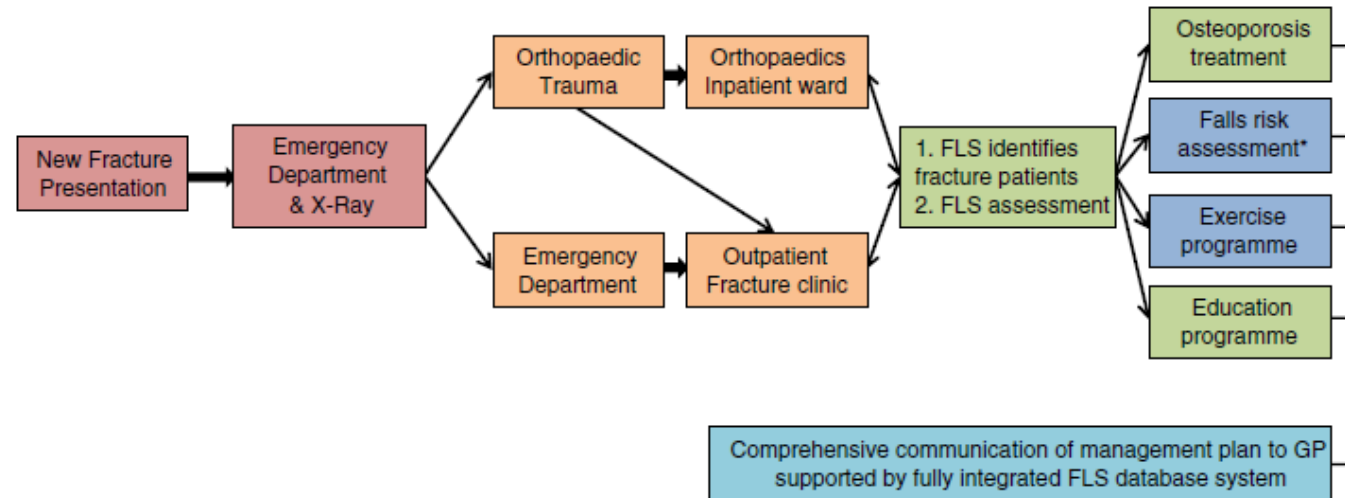 New Fracture
Presentation
Emergency
Department
& X-Ray
Orthopaedic
Trauma
Orthopaedics
Inpatient ward
Emergency
Department
Outpatient
Fracture clinic
1. FLS identifies
fracture patients
2. FLS assessment
Osteoporosis
treatment
Falls risk
assessment*
Exercise
programme
Education
programme
Comprehensive communication of management plan to GP
supported by fully integrated FLS database system